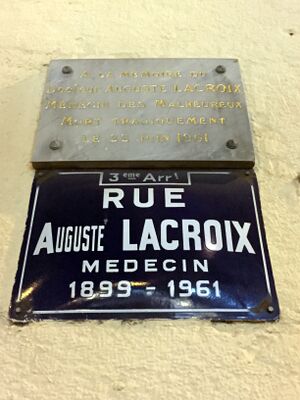 A LA MEMOIRE DU
DOCTEUR AUGUSTE LACROIX
MEDECIN DES MALHEUREUX
MORT TRAGIQUEMENT
LE 22 JUIN 1961
3eme Arrt
RUE
AUGUSTE LACROIX
MEDECIN
1899 - 1961